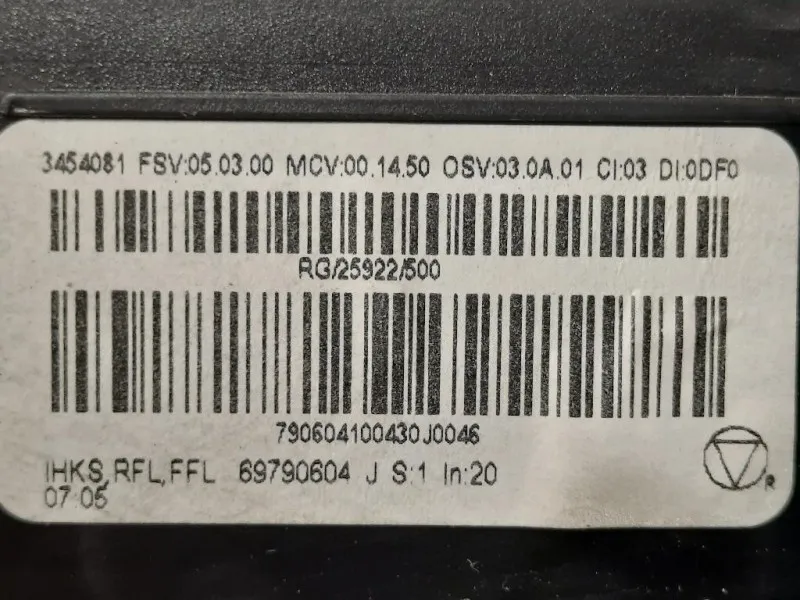 3454081 FSV:05.03.00 MCV:00.14.50 OSV:03.0A.01 CI:03 DI:0DF0
RG/25922/500
790604100430J0046
IHKS,RFL,FFL 69790604 J S:1 In:20
07:05
R